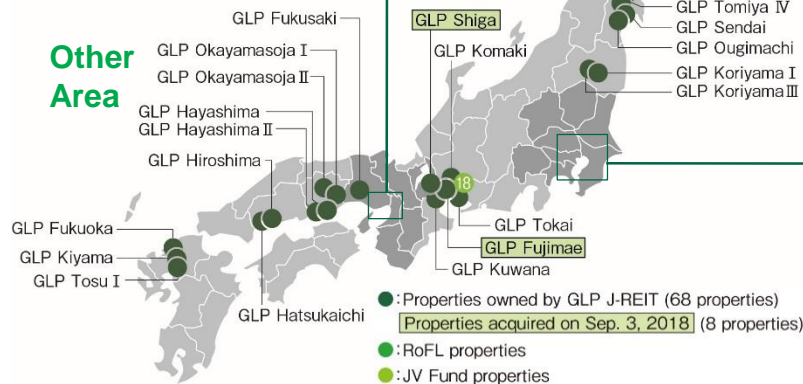 GLP Fukusaki
GLP Shiga
GLP Tomiya Ⅳ
GLP Sendai
GLP Ougimachi
Other
Area
GLP Okayamasoja Ⅰ
GLP Komaki
GLP Okayamasoja Ⅱ
GLP Koriyama Ⅰ
GLP Koriyama Ⅲ
GLP Hayashima
GLP Hayashima Ⅱ
GLP Hiroshima
18
GLP Fukuoka
GLP Tokai
GLP Kiyama
GLP Fujimae
GLP Tosu Ⅰ
GLP Kuwana
GLP Hatsukaichi
:Properties owned by GLP J-REIT (68 properties)
Properties acquired on Sep. 3, 2018 (8 properties)
:RoFL properties
:JV Fund properties